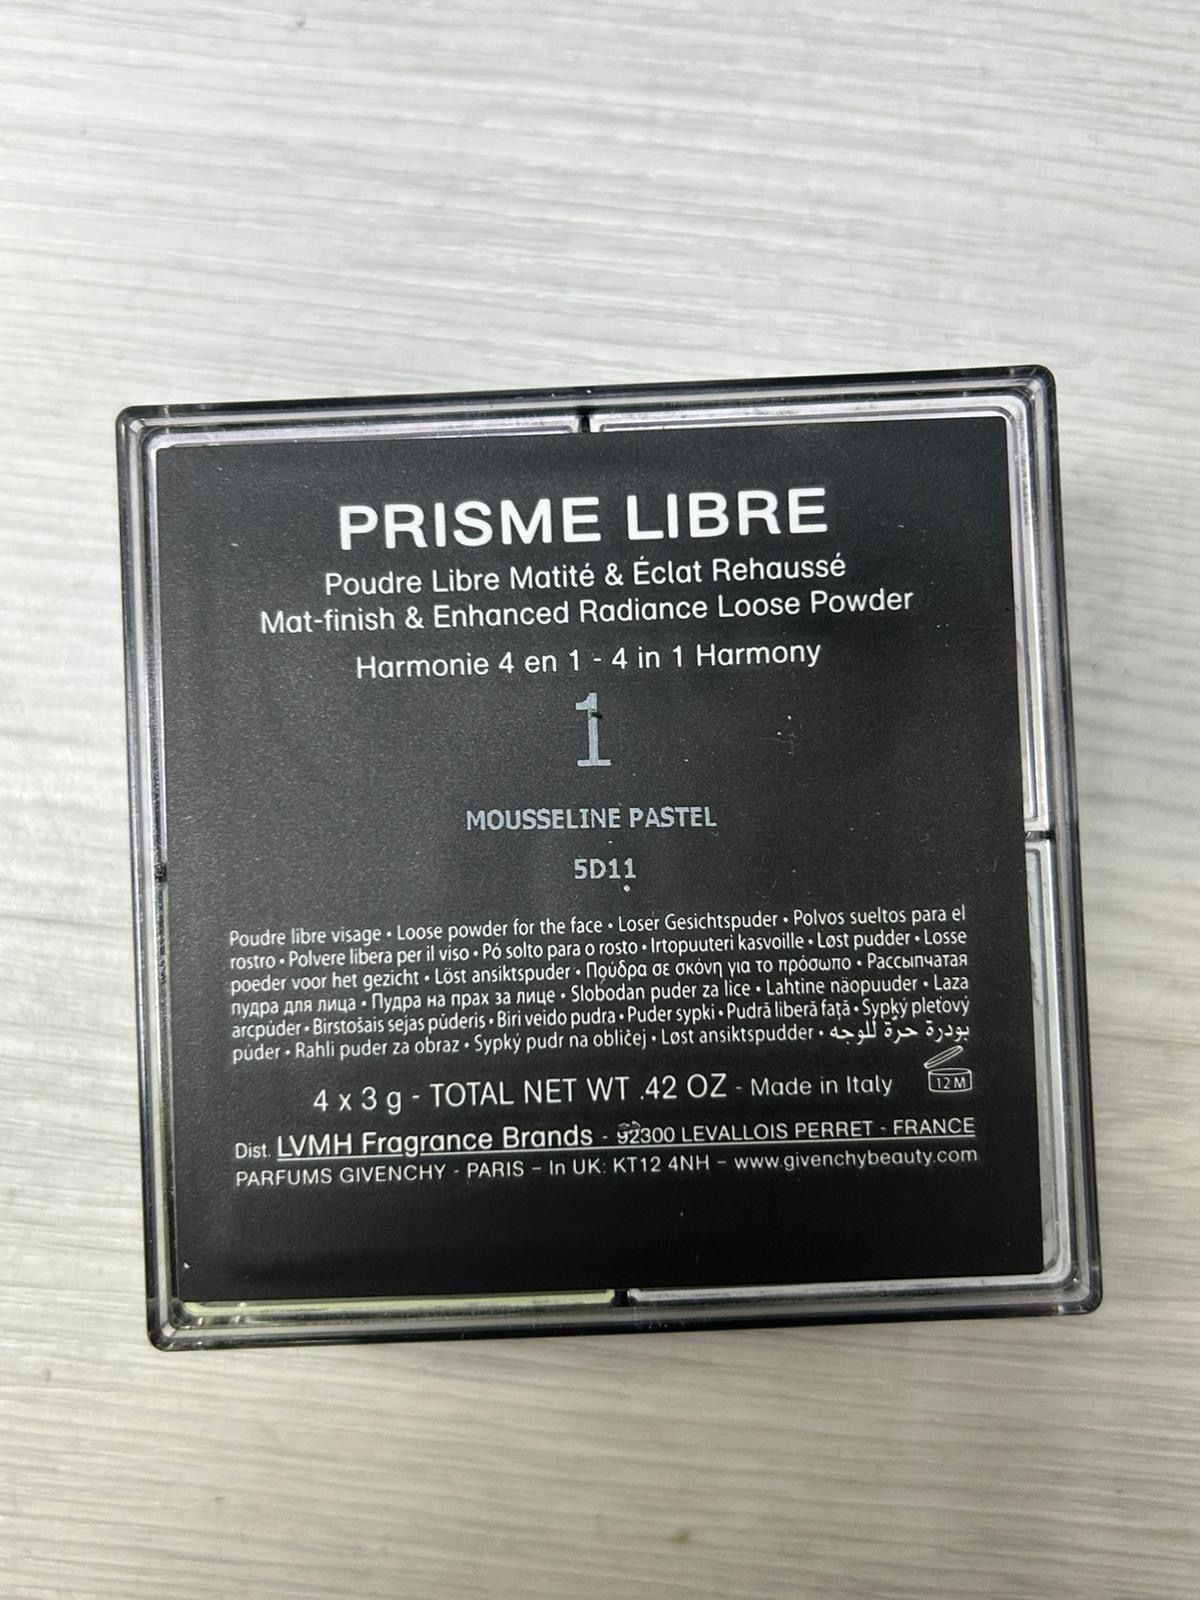 PRISME LIBRE
Poudre Libre Matité & Éclat Rehaussé
Mat-finish & Enhanced Radiance Loose Powder
Harmonie 4 en 1 - 4 in 1 Harmony
1
MOUSSELINE PASTEL
5D11
Poudre libre visage • Loose powder for the face • Loser Gesichtspuder • Polvos sueltos para el
rostro • Polvere libera per il viso • Pó solto para o rosto • Irtopuuteri kasvoille • Løst pudder • Losse
poeder voor het gezicht • Löst ansiktspuder • Πούδρα σε σκόνη για το πρόσωπο • Рассыпчатая
пудра для лица • Пудра на прах за лице • Slobodan puder za lice • Lahtine näopuuder • Laza
arcpúder • Birstošais sejas pūderis • Biri veido pudra • Puder sypki • Pudră liberă față • Sypký pleťový
púder • Rahli puder za obraz • Sypký pudr na obličej • Løst ansiktspudder • بودرة حرّة للوجه
4 x 3 g - TOTAL NET WT .42 OZ - Made in Italy
12 M
Dist. LVMH Fragrance Brands - 92300 LEVALLOIS PERRET - FRANCE
PARFUMS GIVENCHY - PARIS – In UK: KT12 4NH – www.givenchybeauty.com